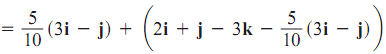 = 5/10 (3i − j) + (2i + j − 3k − 5/10 (3i − j))